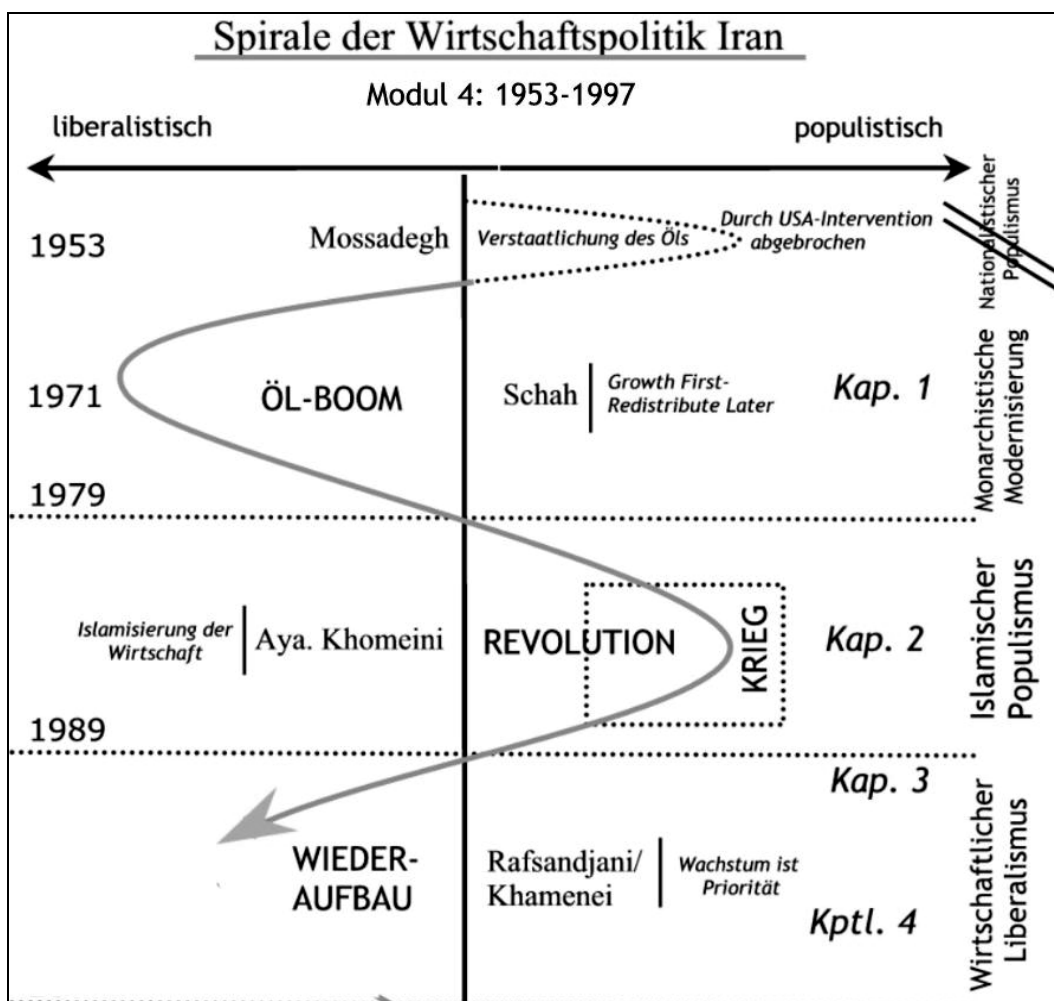 Spirale der Wirtschaftspolitik Iran
Modul 4: 1953-1997
liberalistisch
populistisch
1953
Mossadegh
Verstaatlichung des Öls
Durch USA-Intervention
abgebrochen
Nationalistischer
Populismus
1971
ÖL-BOOM
Schah
Growth First-
Redistribute Later
Kap. 1
Monarchistische
Modernisierung
1979
Islamisierung der
Wirtschaft
Aya. Khomeini
REVOLUTION
KRIEG
Kap. 2
Islamischer
Populismus
1989
Kap. 3
WIEDER-
AUFBAU
Rafsandjani/
Khamenei
Wachstum ist
Priorität
Kptl. 4
Wirtschaftlicher
Liberalismus